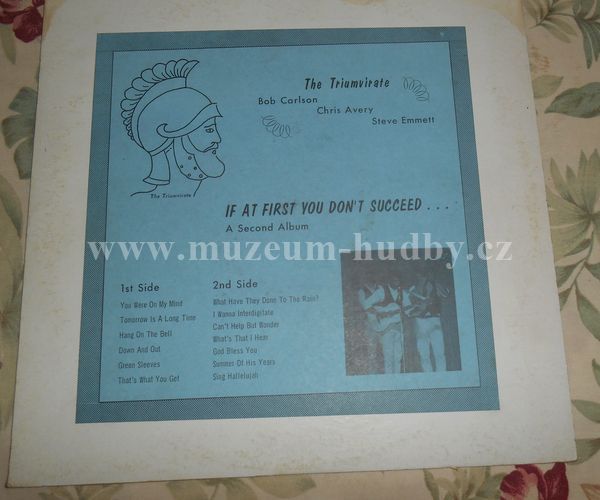 The Triumvirate
Bob Carlson
Chris Avery
Steve Emmett
The Triumvirate
IF AT FIRST YOU DON'T SUCCEED . . .
A Second Album
www.muzeum-hudby.cz
1st Side
You Were On My Mind
Tomorrow Is A Long Time
Hang On The Bell
Down And Out
Green Sleeves
That's What You Get
2nd Side
What Have They Done To The Rain?
I Wanna Interdigitate
Can't Help But Wonder
What's That I Hear
God Bless You
Summer Of His Years
Sing Hallelujah